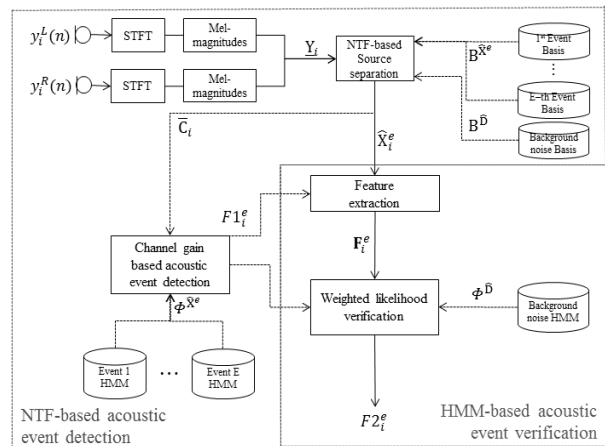 y_i^L(n)
STFT
Mel-
magnitudes
y_i^R(n)
STFT
Mel-
magnitudes
Y_i
NTF-based
Source
separation
B^X̂ᵉ
B^D̂
1st Event
Basis
⋮
E–th Event
Basis
Background
noise Basis
C̅_i
X̂_i^e
Feature
extraction
F1_i^e
F_i^e
Channel gain
based acoustic
event detection
Φ^X̂ᵉ
Weighted likelihood
verification
Φ^D̂
Background
noise HMM
Event 1
HMM
...
Event E
HMM
F2_i^e
NTF-based acoustic
event detection
HMM-based acoustic
event verification